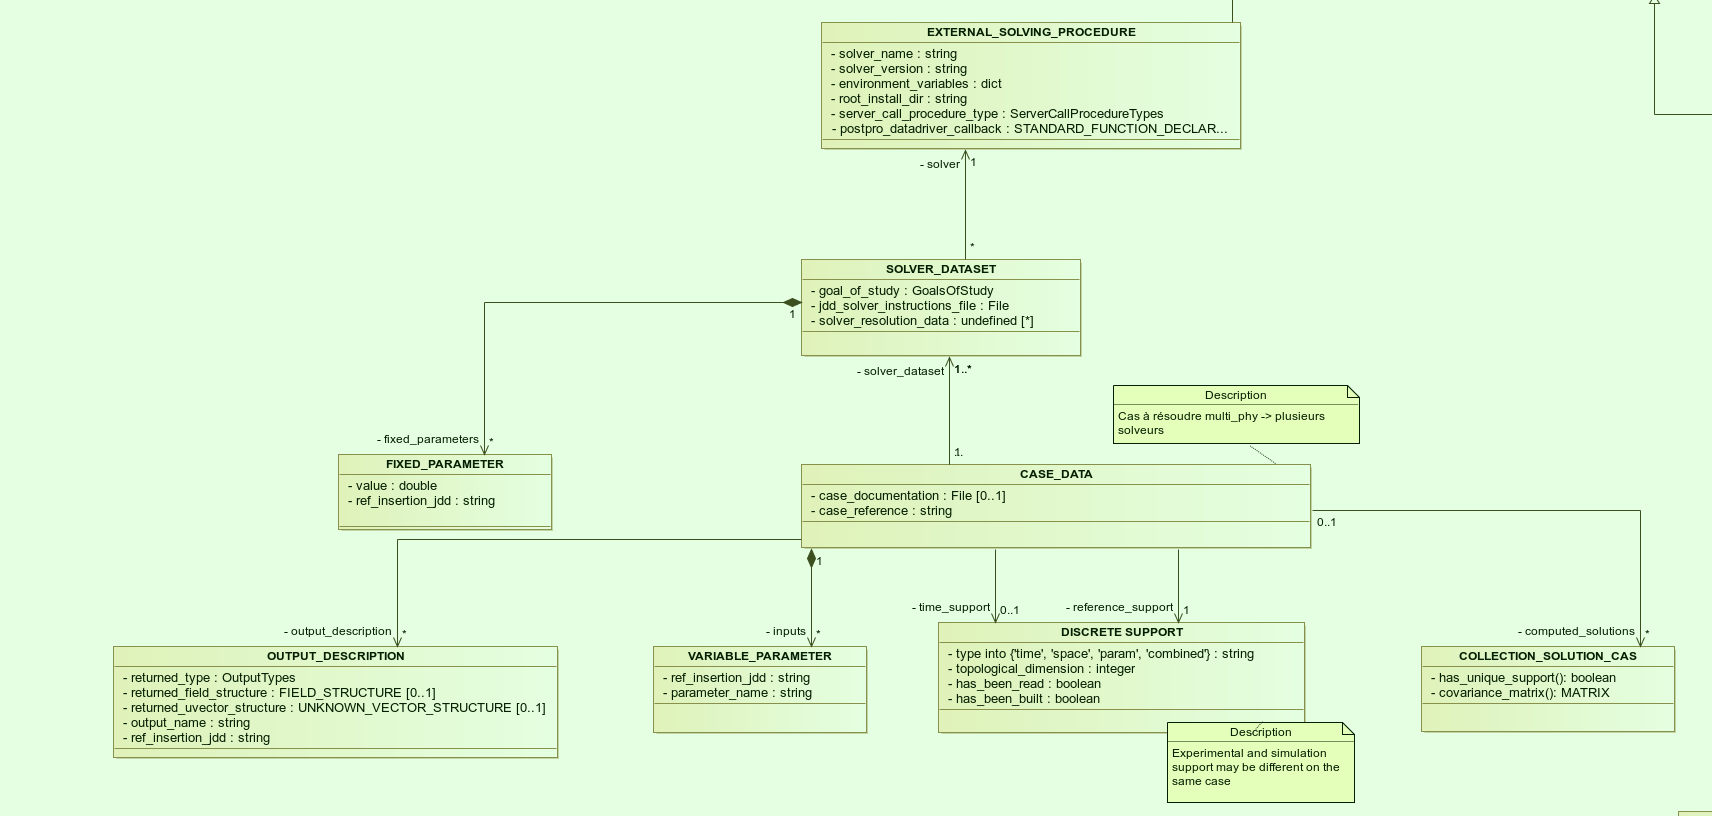 EXTERNAL_SOLVING_PROCEDURE
- solver_name : string
- solver_version : string
- environment_variables : dict
- root_install_dir : string
- server_call_procedure_type : ServerCallProcedureTypes
- postpro_datadriver_callback : STANDARD_FUNCTION_DECLAR...
- solver
1
*
SOLVER_DATASET
- goal_of_study : GoalsOfStudy
- jdd_solver_instructions_file : File
- solver_resolution_data : undefined [*]
1
- solver_dataset
1..*
Description
Cas à résoudre multi_phy -> plusieurs
solveurs
- fixed_parameters
*
FIXED_PARAMETER
- value : double
- ref_insertion_jdd : string
1.
CASE_DATA
- case_documentation : File [0..1]
- case_reference : string
0..1
1
- output_description
*
- inputs
*
- time_support
0..1
- reference_support
1
- computed_solutions
*
OUTPUT_DESCRIPTION
- returned_type : OutputTypes
- returned_field_structure : FIELD_STRUCTURE [0..1]
- returned_uvector_structure : UNKNOWN_VECTOR_STRUCTURE [0..1]
- output_name : string
- ref_insertion_jdd : string
VARIABLE_PARAMETER
- ref_insertion_jdd : string
- parameter_name : string
DISCRETE SUPPORT
- type into {'time', 'space', 'param', 'combined'} : string
- topological_dimension : integer
- has_been_read : boolean
- has_been_built : boolean
COLLECTION_SOLUTION_CAS
- has_unique_support(): boolean
- covariance_matrix(): MATRIX
Description
Experimental and simulation
support may be different on the
same case